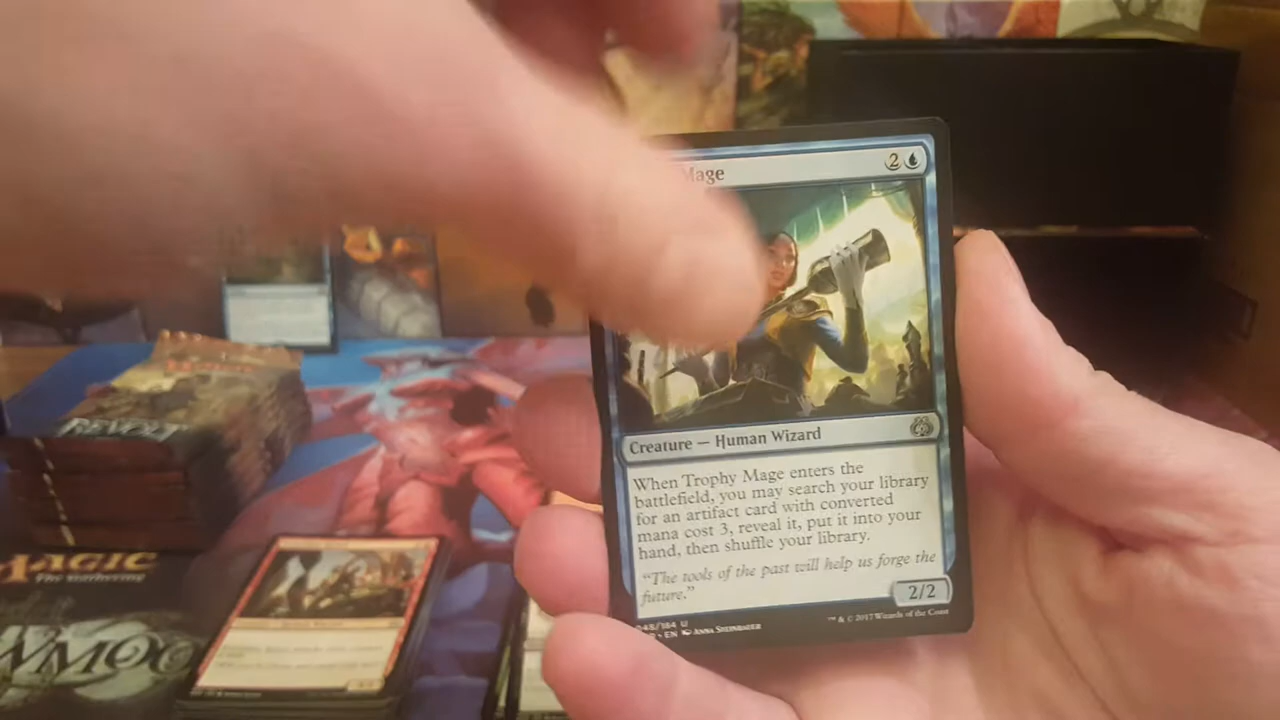 Mage 2
Creature — Human Wizard
When Trophy Mage enters the
battlefield, you may search your library
for an artifact card with converted
mana cost 3, reveal it, put it into your
hand, then shuffle your library.
“The tools of the past will help us forge the
future.”
2/2
048/184 U
• EN Anna Steinbauer
™ & © 2017 Wizards of the Coast
REVOLT
MAGIC
The Gathering
WMOO